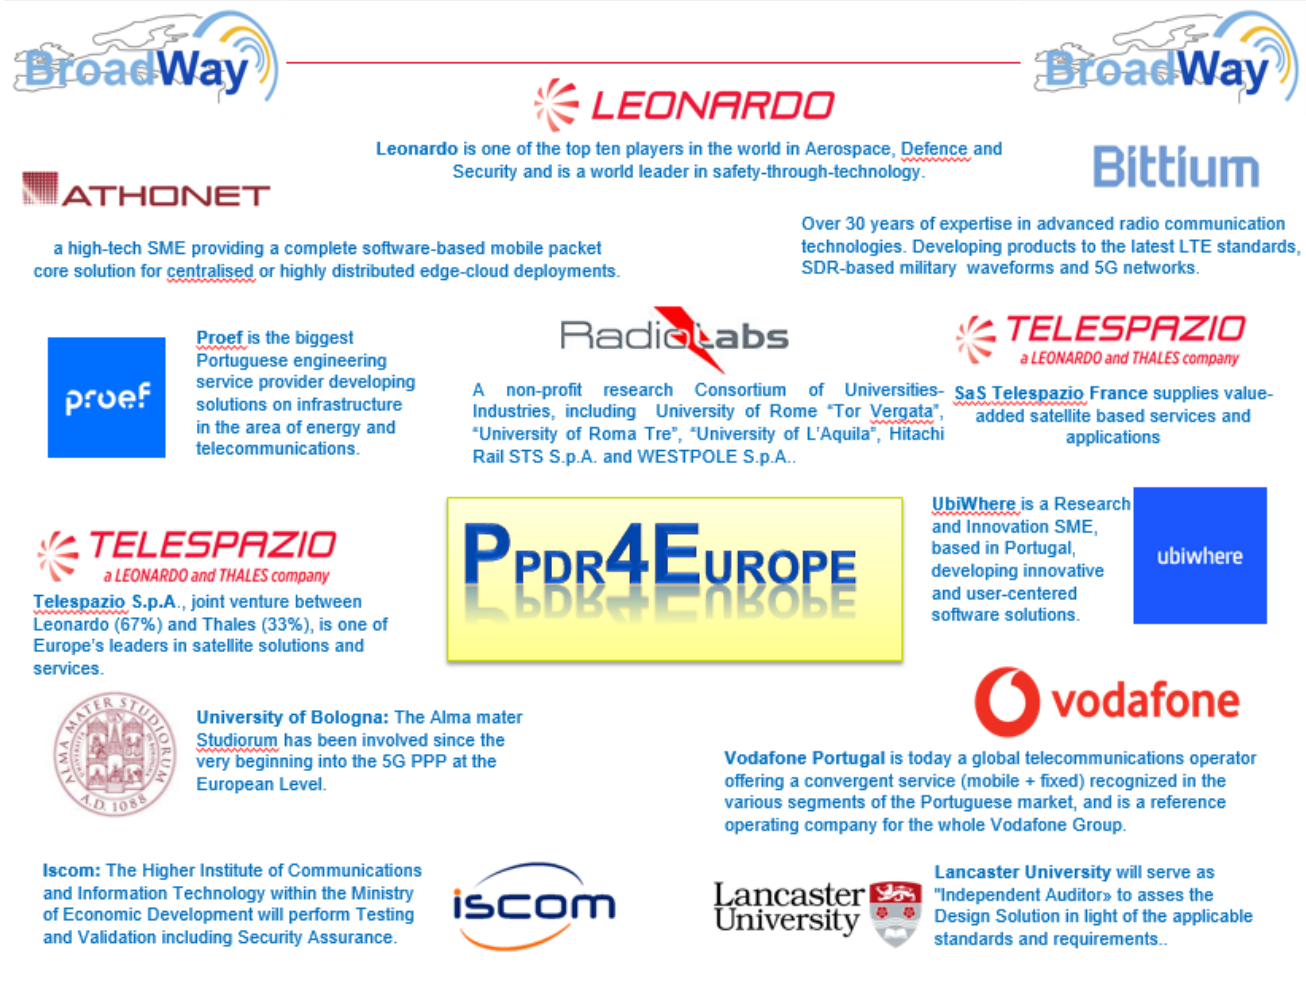 BroadWay
BroadWay
LEONARDO
Leonardo is one of the top ten players in the world in Aerospace, Defence and
Security and is a world leader in safety-through-technology.
ATHONET
a high-tech SME providing a complete software-based mobile packet
core solution for centralised or highly distributed edge-cloud deployments.
Bittium
Over 30 years of expertise in advanced radio communication
technologies. Developing products to the latest LTE standards,
SDR-based military waveforms and 5G networks.
proef
Proef is the biggest
Portuguese engineering
service provider developing
solutions on infrastructure
in the area of energy and
telecommunications.
RadioLabs
A non-profit research Consortium of Universities-
Industries, including University of Rome “Tor Vergata”,
“University of Roma Tre”, “University of L’Aquila”, Hitachi
Rail STS S.p.A. and WESTPOLE S.p.A..
TELESPAZIO
a LEONARDO and THALES company
SaS Telespazio France supplies value-
added satellite based services and
applications
TELESPAZIO
a LEONARDO and THALES company
Telespazio S.p.A., joint venture between
Leonardo (67%) and Thales (33%), is one of
Europe’s leaders in satellite solutions and
services.
PPDR4EUROPE
UbiWhere is a Research
and Innovation SME,
based in Portugal,
developing innovative
and user-centered
software solutions.
ubiwhere
ALMA MATER STUDIORUM
A.D. 1088
University of Bologna: The Alma mater
Studiorum has been involved since the
very beginning into the 5G PPP at the
European Level.
vodafone
Vodafone Portugal is today a global telecommunications operator
offering a convergent service (mobile + fixed) recognized in the
various segments of the Portuguese market, and is a reference
operating company for the whole Vodafone Group.
Iscom: The Higher Institute of Communications
and Information Technology within the Ministry
of Economic Development will perform Testing
and Validation including Security Assurance.
iscom
Lancaster
University
Lancaster University will serve as
"Independent Auditor» to asses the
Design Solution in light of the applicable
standards and requirements..